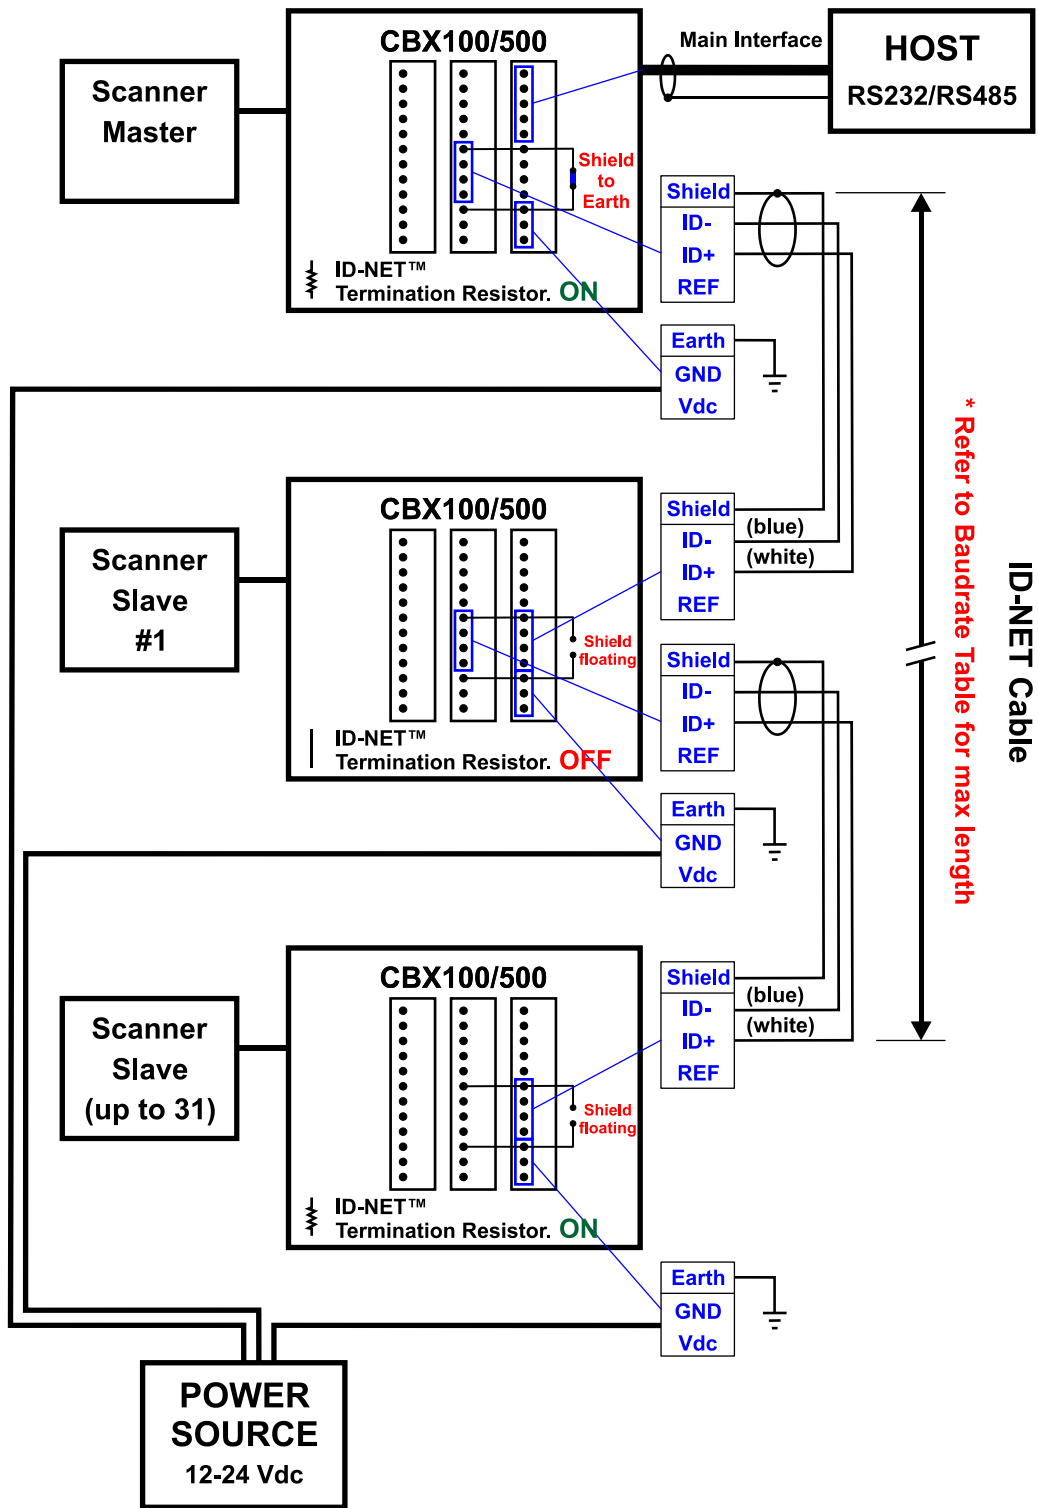 CBX100/500
Main Interface
HOST
RS232/RS485
Scanner
Master
Shield
to
Earth
ID-NET™
Termination Resistor. ON
Shield
ID-
ID+
REF
Earth
GND
Vdc
ID-NET Cable
* Refer to Baudrate Table for max length
CBX100/500
Scanner
Slave
#1
Shield
floating
ID-NET™
Termination Resistor. OFF
Shield
ID-
ID+
REF
(blue)
(white)
Shield
ID-
ID+
REF
Earth
GND
Vdc
CBX100/500
Scanner
Slave
(up to 31)
Shield
floating
ID-NET™
Termination Resistor. ON
Shield
ID-
ID+
REF
(blue)
(white)
Earth
GND
Vdc
POWER
SOURCE
12-24 Vdc